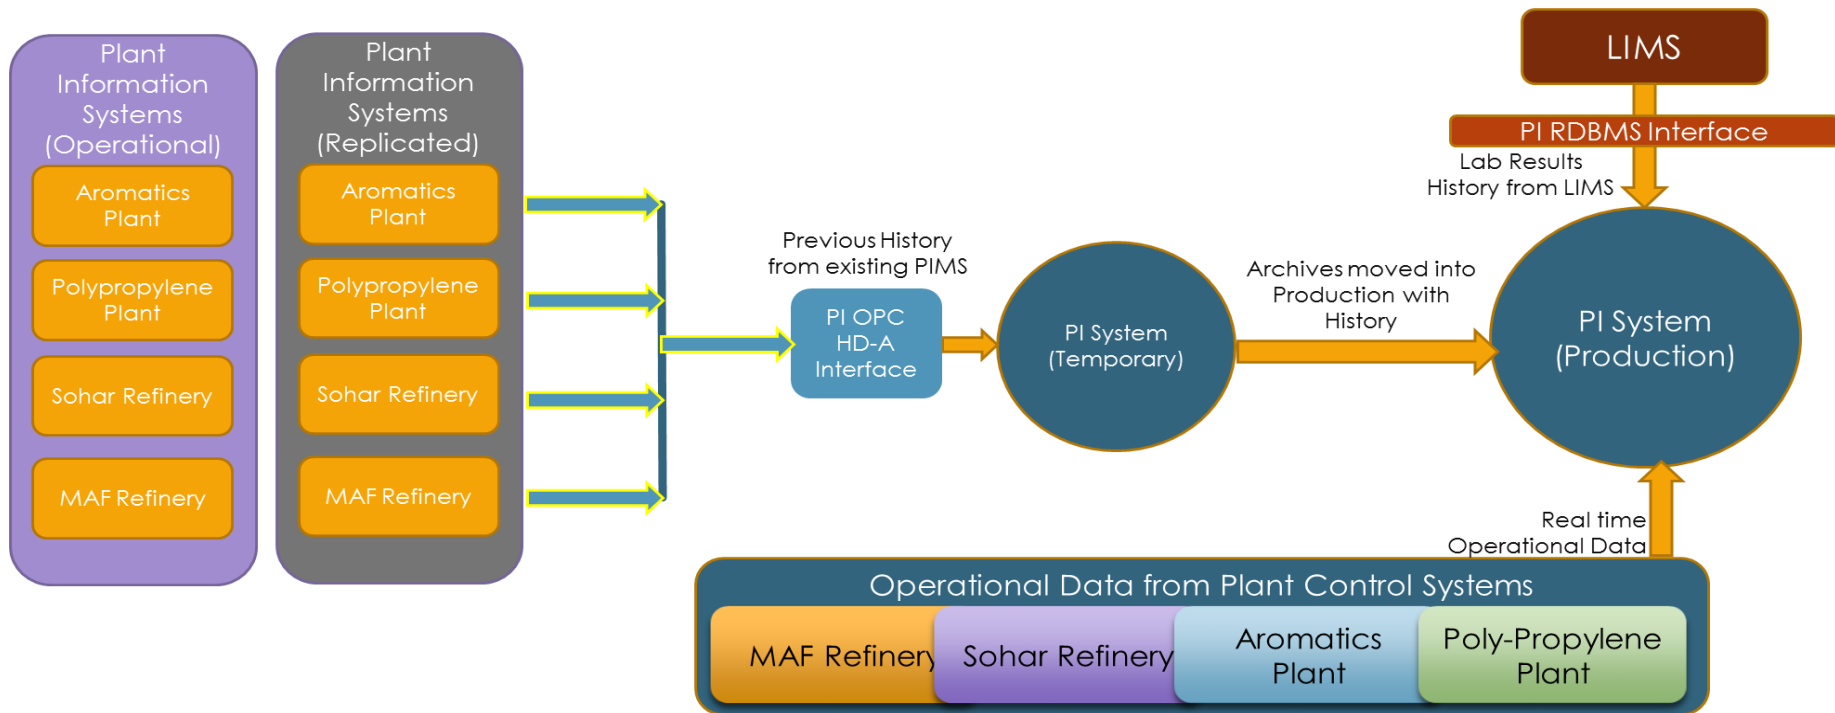 Plant
Information
Systems
(Operational)
Aromatics
Plant
Polypropylene
Plant
Sohar Refinery
MAF Refinery
Plant
Information
Systems
(Replicated)
Aromatics
Plant
Polypropylene
Plant
Sohar Refinery
MAF Refinery
Previous History
from existing PIMS
PI OPC
HD-A
Interface
PI System
(Temporary)
Archives moved into
Production with
History
LIMS
PI RDBMS Interface
Lab Results
History from LIMS
PI System
(Production)
Real time
Operational Data
Operational Data from Plant Control Systems
MAF Refinery
Sohar Refinery
Aromatics
Plant
Poly-Propylene
Plant